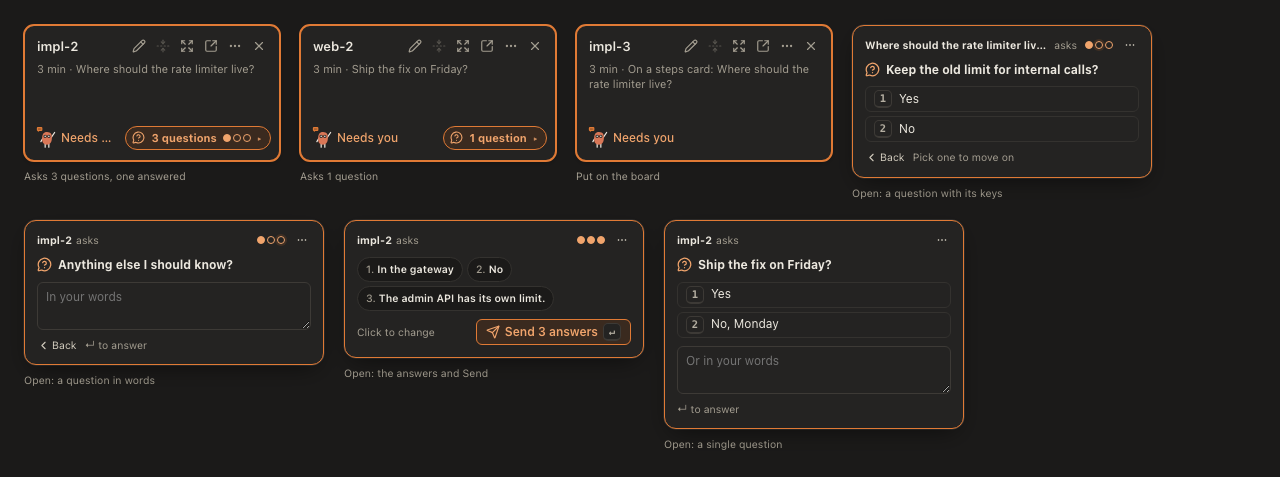 impl-2
3 min · Where should the rate limiter live?
Needs ...
3 questions
Asks 3 questions, one answered
web-2
3 min · Ship the fix on Friday?
Needs you
1 question
Asks 1 question
impl-3
3 min · On a steps card: Where should the
rate limiter live?
Needs you
Put on the board
Where should the rate limiter liv... asks
Keep the old limit for internal calls?
1 Yes
2 No
Back Pick one to move on
Open: a question with its keys
impl-2 asks
Anything else I should know?
In your words
Back ↵ to answer
Open: a question in words
impl-2 asks
1. In the gateway 2. No
3. The admin API has its own limit.
Click to change Send 3 answers ↵
Open: the answers and Send
impl-2 asks
Ship the fix on Friday?
1 Yes
2 No, Monday
Or in your words
↵ to answer
Open: a single question